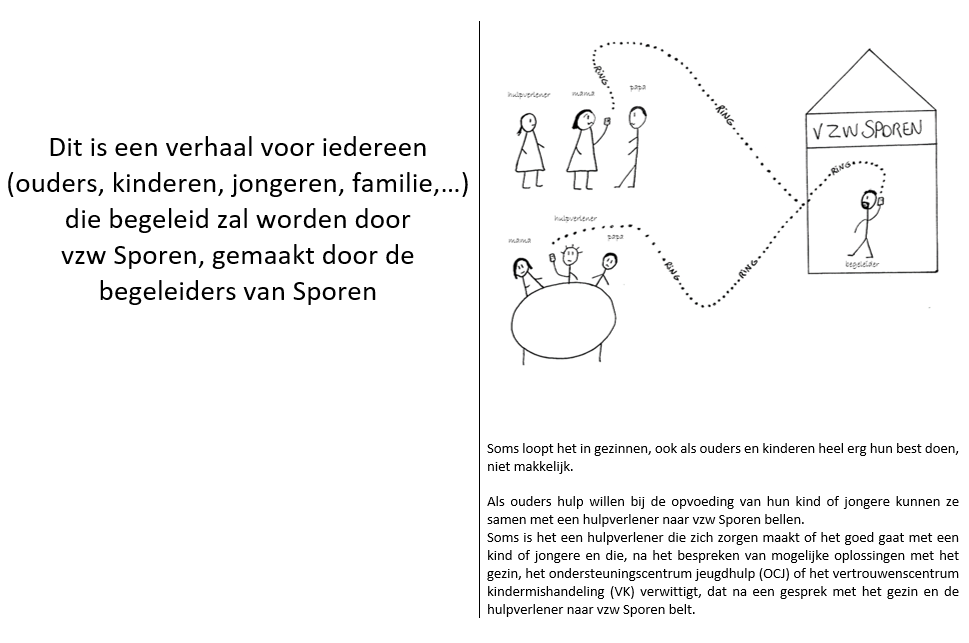 Dit is een verhaal voor iedereen
(ouders, kinderen, jongeren, familie,...)
die begeleid zal worden door
vzw Sporen, gemaakt door de
begeleiders van Sporen
RING
hulpverlener
mama
papa
RING
VZW SPOREN
RING
begeleider
hulpverlener
mama
papa
RING
RING
Soms loopt het in gezinnen, ook als ouders en kinderen heel erg hun best doen,
niet makkelijk.
Als ouders hulp willen bij de opvoeding van hun kind of jongere kunnen ze
samen met een hulpverlener naar vzw Sporen bellen.
Soms is het een hulpverlener die zich zorgen maakt of het goed gaat met een
kind of jongere en die, na het bespreken van mogelijke oplossingen met het
gezin, het ondersteuningscentrum jeugdhulp (OCJ) of het vertrouwenscentrum
kindermishandeling (VK) verwittigt, dat na een gesprek met het gezin en de
hulpverlener naar vzw Sporen belt.